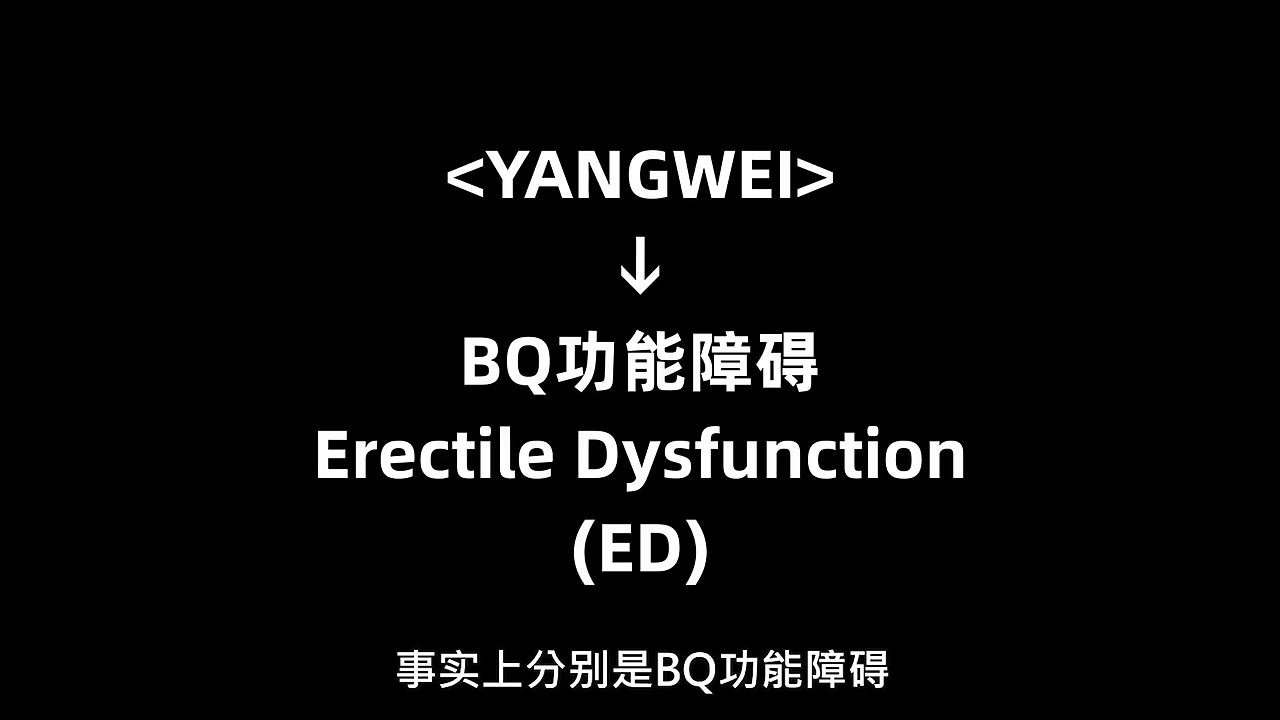 <YANGWEI>
↓
BQ功能障碍
Erectile Dysfunction
(ED)
事实上分别是BQ功能障碍